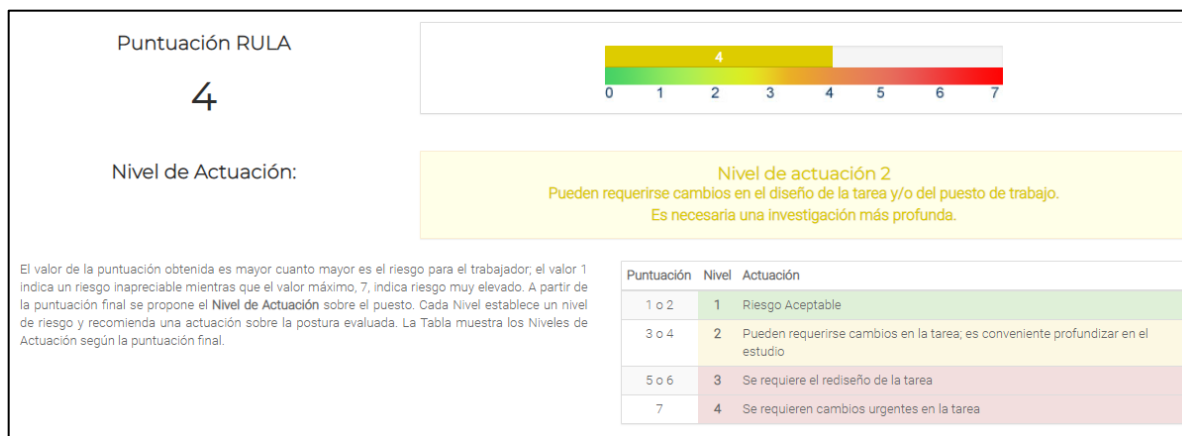 Puntuación RULA
4
4
0 1 2 3 4 5 6 7
Nivel de Actuación:
Nivel de actuación 2
Pueden requerirse cambios en el diseño de la tarea y/o del puesto de trabajo.
Es necesaria una investigación más profunda.
El valor de la puntuación obtenida es mayor cuanto mayor es el riesgo para el trabajador; el valor 1
indica un riesgo inapreciable mientras que el valor máximo, 7, indica riesgo muy elevado. A partir de
la puntuación final se propone el Nivel de Actuación sobre el puesto. Cada Nivel establece un nivel
de riesgo y recomienda una actuación sobre la postura evaluada. La Tabla muestra los Niveles de
Actuación según la puntuación final.
Puntuación Nivel Actuación
1 o 2 1 Riesgo Aceptable
3 o 4 2 Pueden requerirse cambios en la tarea; es conveniente profundizar en el
estudio
5 o 6 3 Se requiere el rediseño de la tarea
7 4 Se requieren cambios urgentes en la tarea